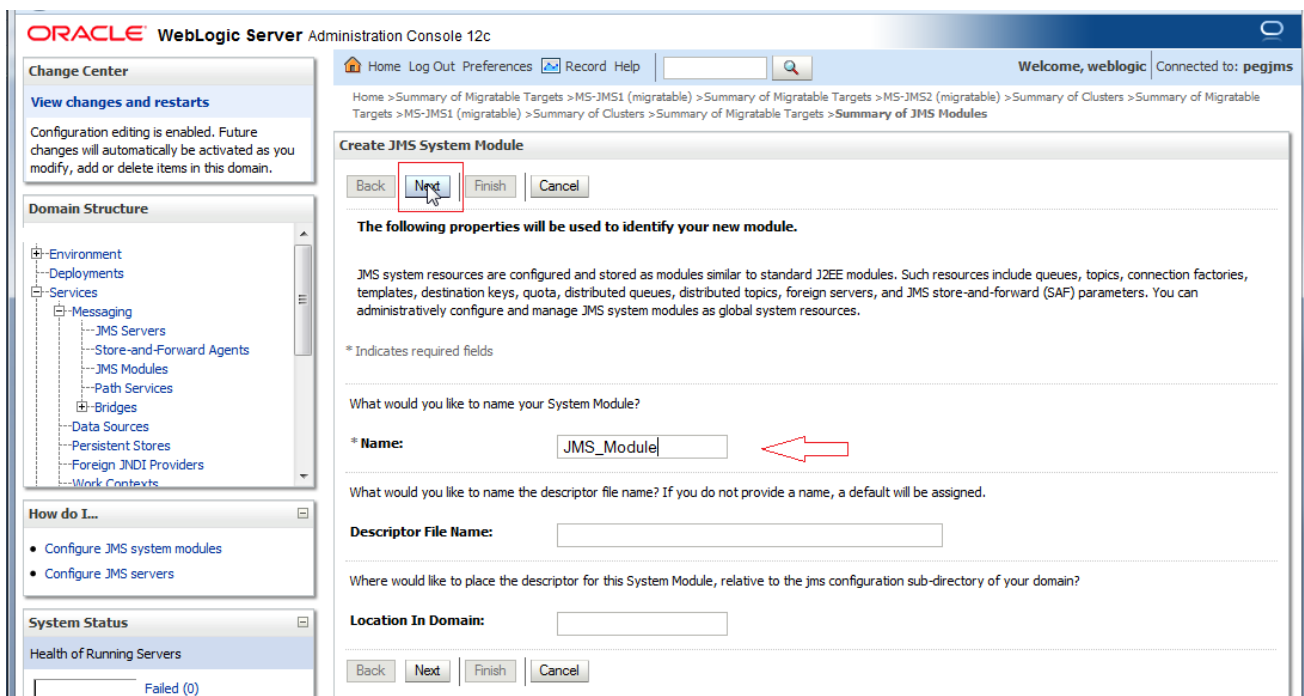 ORACLE WebLogic Server Administration Console 12c
Change Center
View changes and restarts
Configuration editing is enabled. Future
changes will automatically be activated as you
modify, add or delete items in this domain.
Domain Structure
Environment
Deployments
Services
Messaging
JMS Servers
Store-and-Forward Agents
JMS Modules
Path Services
Bridges
Data Sources
Persistent Stores
Foreign JNDI Providers
Work Contexts
How do I...
Configure JMS system modules
Configure JMS servers
System Status
Health of Running Servers
Failed (0)
Home Log Out Preferences Record Help
Welcome, weblogic Connected to: pegjms
Home >Summary of Migratable Targets >MS-JMS1 (migratable) >Summary of Migratable Targets >MS-JMS2 (migratable) >Summary of Clusters >Summary of Migratable
Targets >MS-JMS1 (migratable) >Summary of Clusters >Summary of Migratable Targets >Summary of JMS Modules
Create JMS System Module
Back Next Finish Cancel
The following properties will be used to identify your new module.
JMS system resources are configured and stored as modules similar to standard J2EE modules. Such resources include queues, topics, connection factories,
templates, destination keys, quota, distributed queues, distributed topics, foreign servers, and JMS store-and-forward (SAF) parameters. You can
administratively configure and manage JMS system modules as global system resources.
* Indicates required fields
What would you like to name your System Module?
* Name: JMS_Module
What would you like to name the descriptor file name? If you do not provide a name, a default will be assigned.
Descriptor File Name:
Where would like to place the descriptor for this System Module, relative to the jms configuration sub-directory of your domain?
Location In Domain:
Back Next Finish Cancel